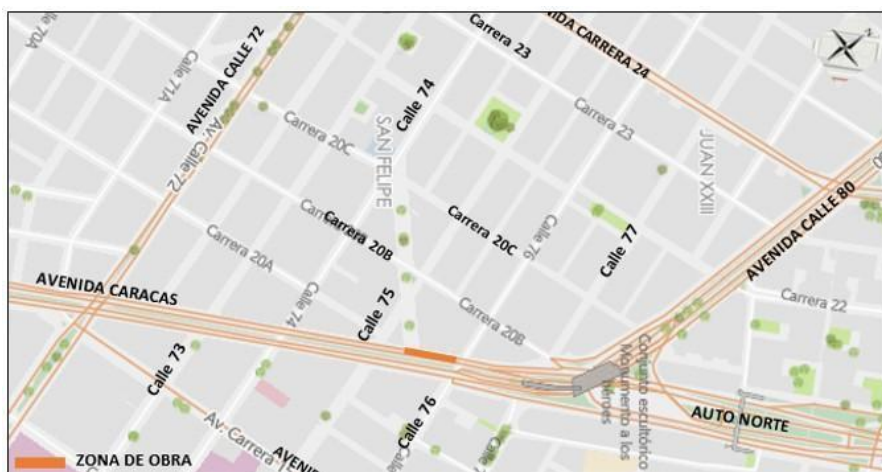 Calle 70A
Calle 71A
AVENIDA CALLE 72
Av. Calle 72
Carrera 23
AVENIDA CARRERA 24
Calle 74
Carrera 20C
SAN FELIPE
Carrera 23
JUAN XXIII
Carrera 20B
Carrera 20C
Calle 76
Calle 77
AVENIDA CALLE 80
Carrera 20A
AVENIDA CARACAS
Calle 74
Calle 75
Carrera 20B
Carrera 22
Calle 73
Conjunto escultórico
Monumento a los
Héroes
Calle 76
AUTO NORTE
Av. Carrera
ZONA DE OBRA